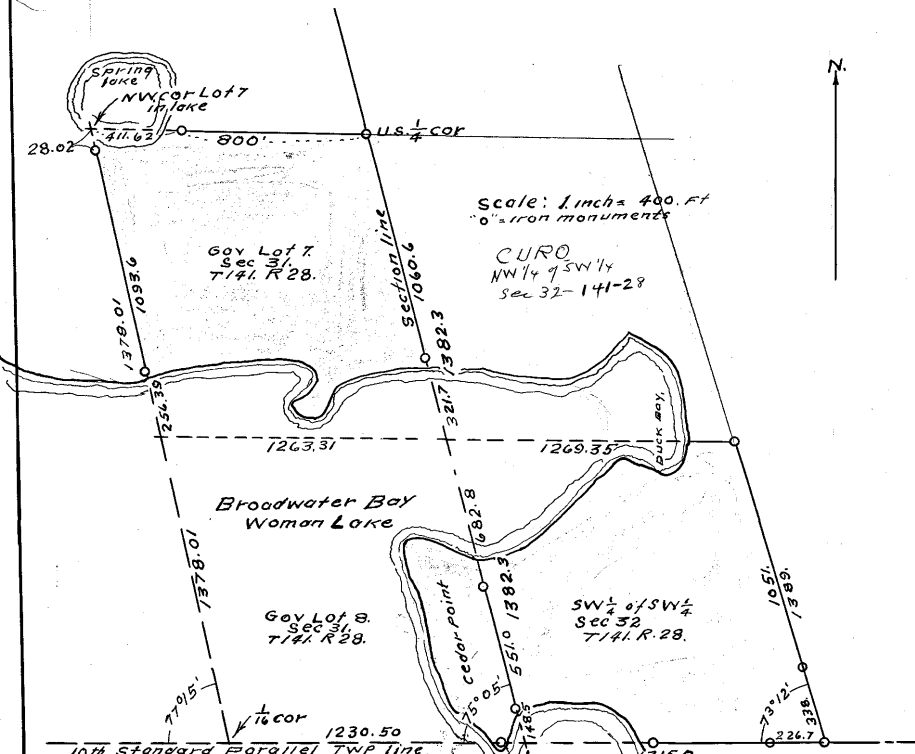 N.
Spring
lake
NW cor Lot 7
in lake
411.62
28.02
800'
U.S. 1/4 cor
Scale: 1 inch = 400. Ft
"o" = iron monuments
CURO
NW 1/4 of SW 1/4
Sec 32-141-28
Gov Lot 7.
Sec 31.
T141. R 28.
Section line
1060.6
1382.3
1093.6
1378.01
256.39
321.7
1263.31
1269.35
Duck Bay.
Broadwater Bay
Woman Lake
682.8
1382.3
551.0
1378.01
Cedar Point
Gov Lot 8.
Sec 31.
T141. R 28.
SW 1/4 of SW 1/4
Sec 32
T141. R. 28.
1051.
1389.
338.
77°15'
75°05'
73°12'
148.5
226.7
1/16 cor
1230.50
10th Standard Parallel TWP line